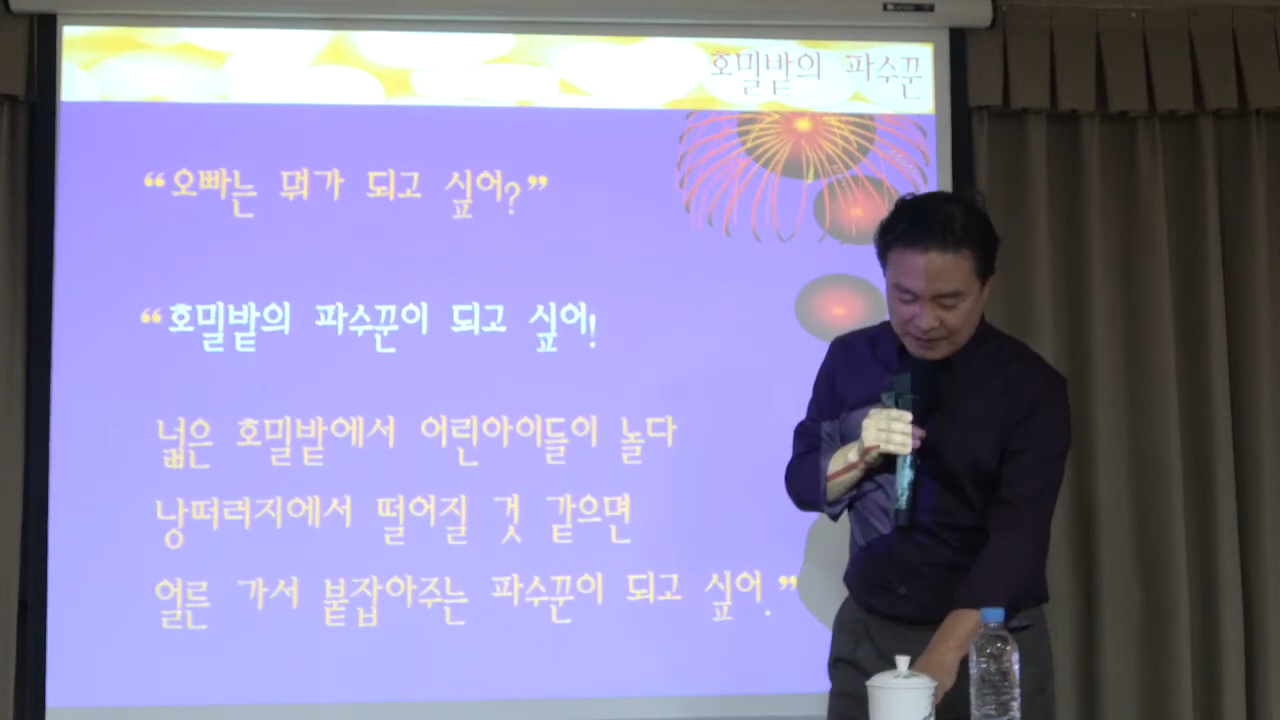 호밀밭의 파수꾼
“오빠는 뭐가 되고 싶어?”
“호밀밭의 파수꾼이 되고 싶어!
넓은 호밀밭에서 어린아이들이 놀다
낭떠러지에서 떨어질 것 같으면
얼른 가서 붙잡아주는 파수꾼이 되고 싶어.”